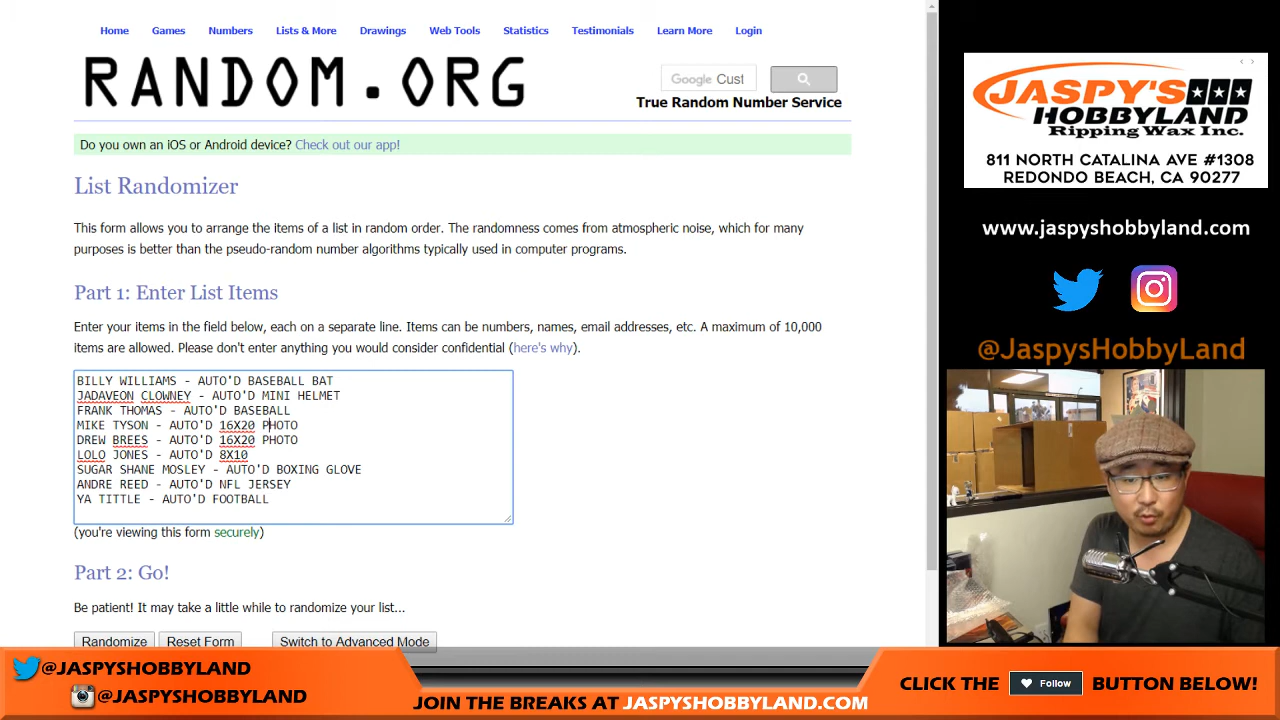 Home Games Numbers Lists & More Drawings Web Tools Statistics Testimonials Learn More Login
RANDOM.ORG
Google Cust
True Random Number Service
Do you own an iOS or Android device? Check out our app!
List Randomizer
This form allows you to arrange the items of a list in random order. The randomness comes from atmospheric noise, which for many
purposes is better than the pseudo-random number algorithms typically used in computer programs.
Part 1: Enter List Items
Enter your items in the field below, each on a separate line. Items can be numbers, names, email addresses, etc. A maximum of 10,000
items are allowed. Please don't enter anything you would consider confidential (here's why).
BILLY WILLIAMS - AUTO'D BASEBALL BAT
JADAVEON CLOWNEY - AUTO'D MINI HELMET
FRANK THOMAS - AUTO'D BASEBALL
MIKE TYSON - AUTO'D 16X20 PHOTO
DREW BREES - AUTO'D 16X20 PHOTO
LOLO JONES - AUTO'D 8X10
SUGAR SHANE MOSLEY - AUTO'D BOXING GLOVE
ANDRE REED - AUTO'D NFL JERSEY
YA TITTLE - AUTO'D FOOTBALL
(you're viewing this form securely)
Part 2: Go!
Be patient! It may take a little while to randomize your list...
Randomize Reset Form Switch to Advanced Mode
JASPY'S
HOBBYLAND
Ripping Wax Inc.
811 NORTH CATALINA AVE #1308
REDONDO BEACH, CA 90277
www.jaspyshobbyland.com
@JaspysHobbyLand
@JASPYSHOBBYLAND
@JASPYSHOBBYLAND
JOIN THE BREAKS AT JASPYSHOBBYLAND.COM
CLICK THE Follow BUTTON BELOW!